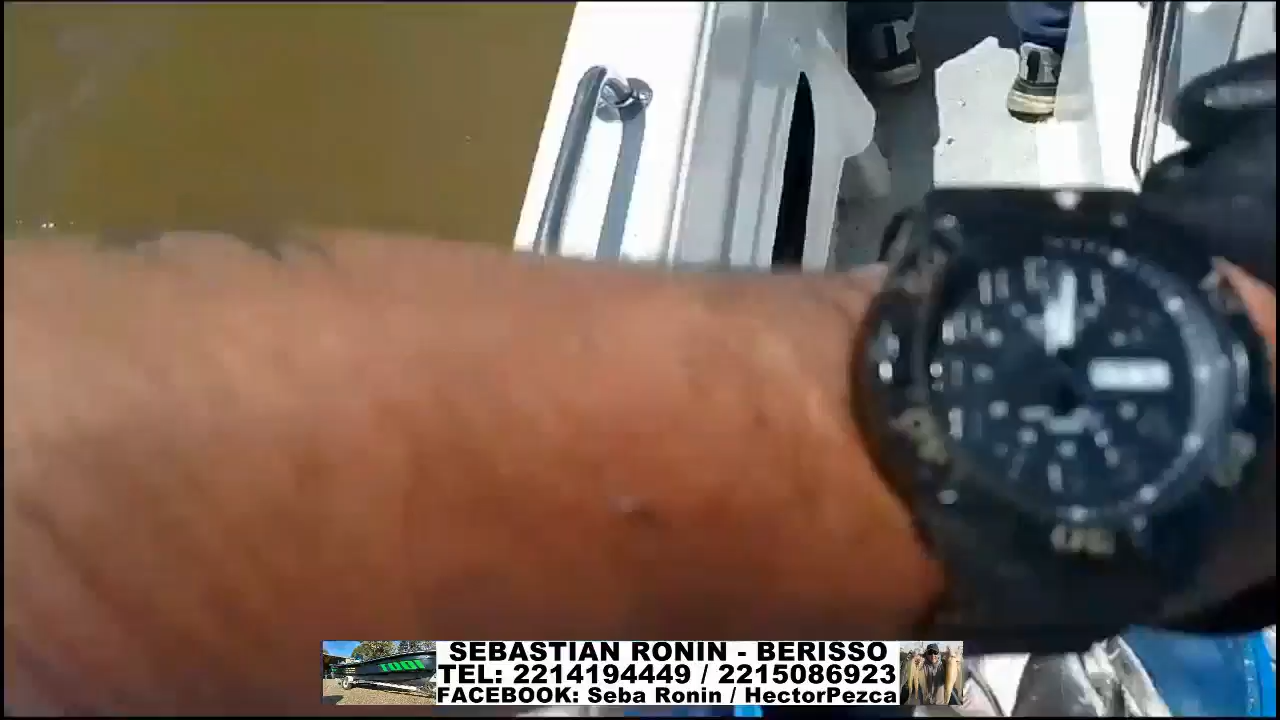 SEBASTIAN RONIN - BERISSO
TEL: 2214194449 / 2215086923
FACEBOOK: Seba Ronin / HectorPezca